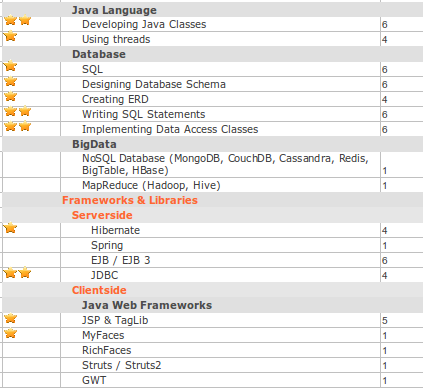 Java Language
Developing Java Classes 6
Using threads 4
Database
SQL 6
Designing Database Schema 6
Creating ERD 4
Writing SQL Statements 6
Implementing Data Access Classes 6
BigData
NoSQL Database (MongoDB, CouchDB, Cassandra, Redis,
BigTable, HBase) 1
MapReduce (Hadoop, Hive) 1
Frameworks & Libraries
Serverside
Hibernate 4
Spring 1
EJB / EJB 3 6
JDBC 4
Clientside
Java Web Frameworks
JSP & TagLib 5
MyFaces 1
RichFaces 1
Struts / Struts2 1
GWT 1